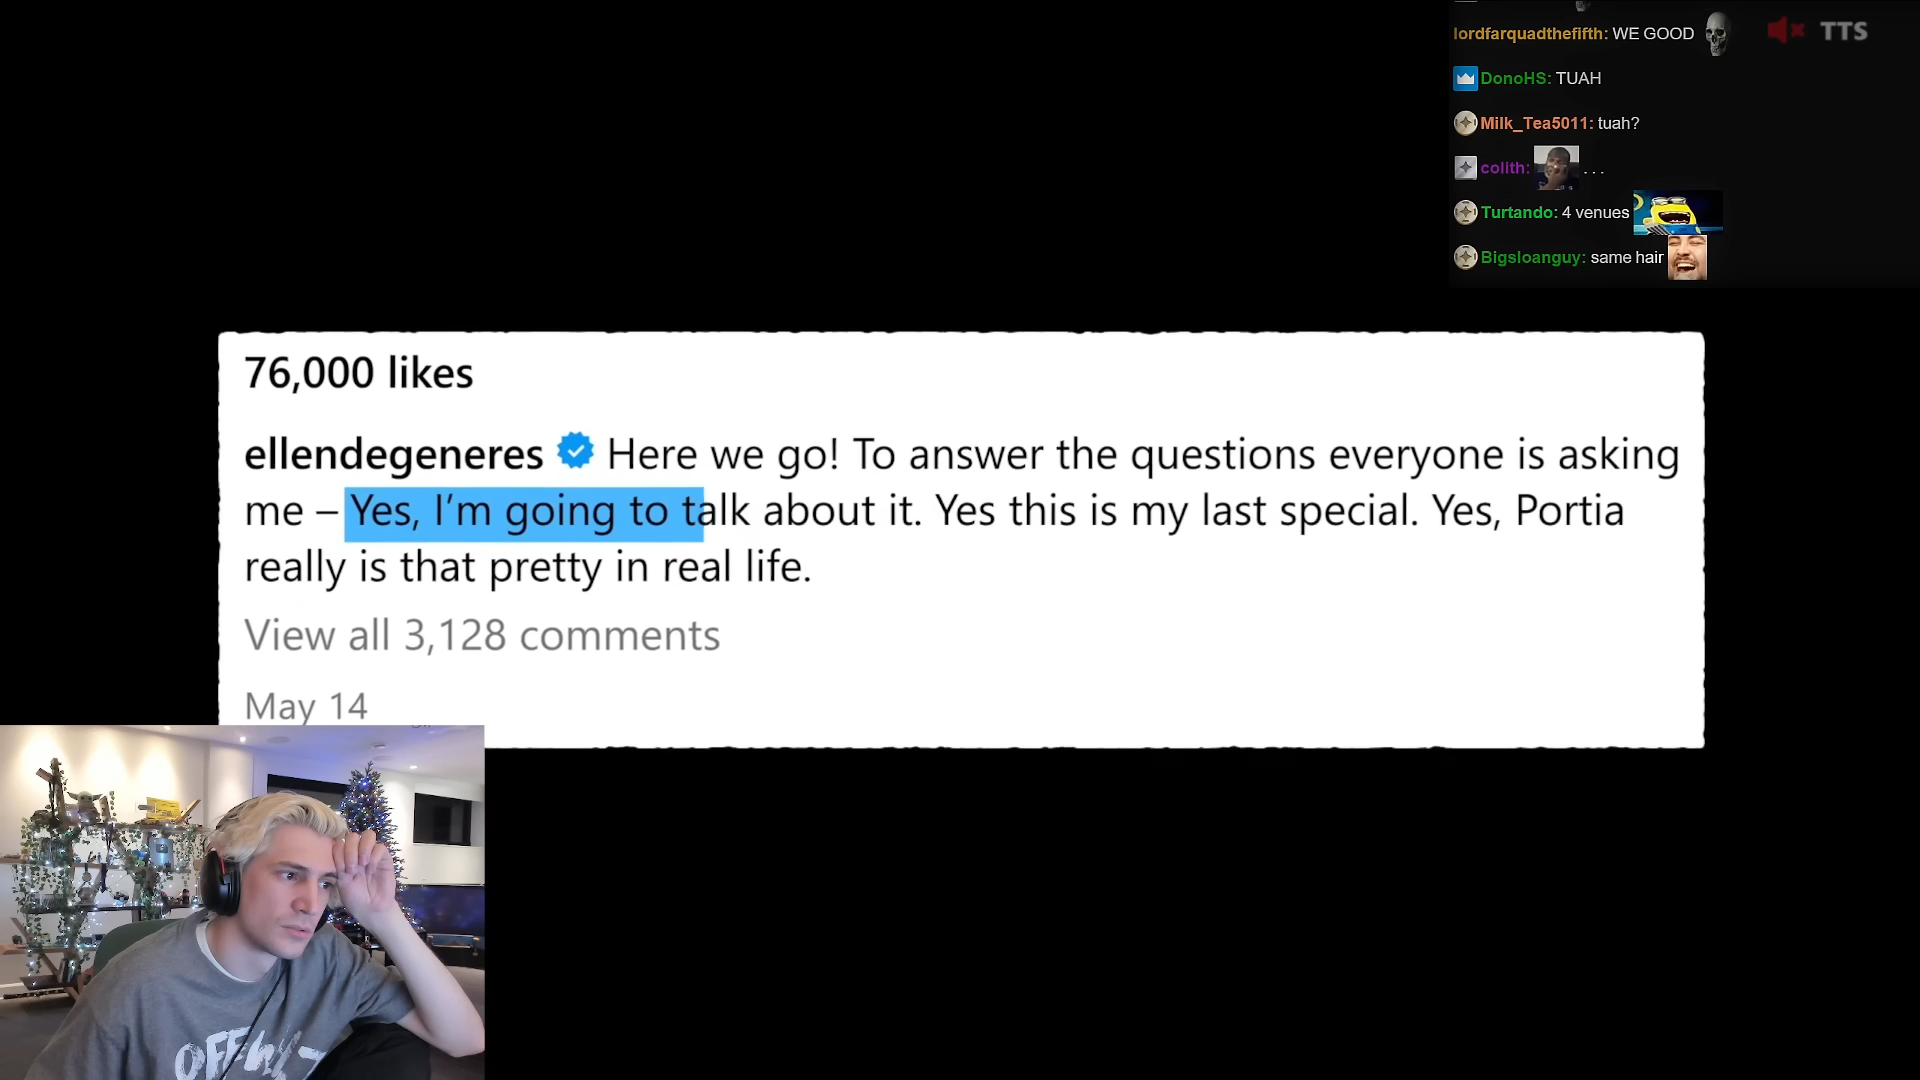 lordfarquadthefifth: WE GOOD
TTS
DonoHS: TUAH
Milk_Tea5011: tuah?
colith: ...
Turtando: 4 venues
Bigsloanguy: same hair
76,000 likes
ellendegeneres Here we go! To answer the questions everyone is asking
me – Yes, I’m going to talk about it. Yes this is my last special. Yes, Portia
really is that pretty in real life.
View all 3,128 comments
May 14